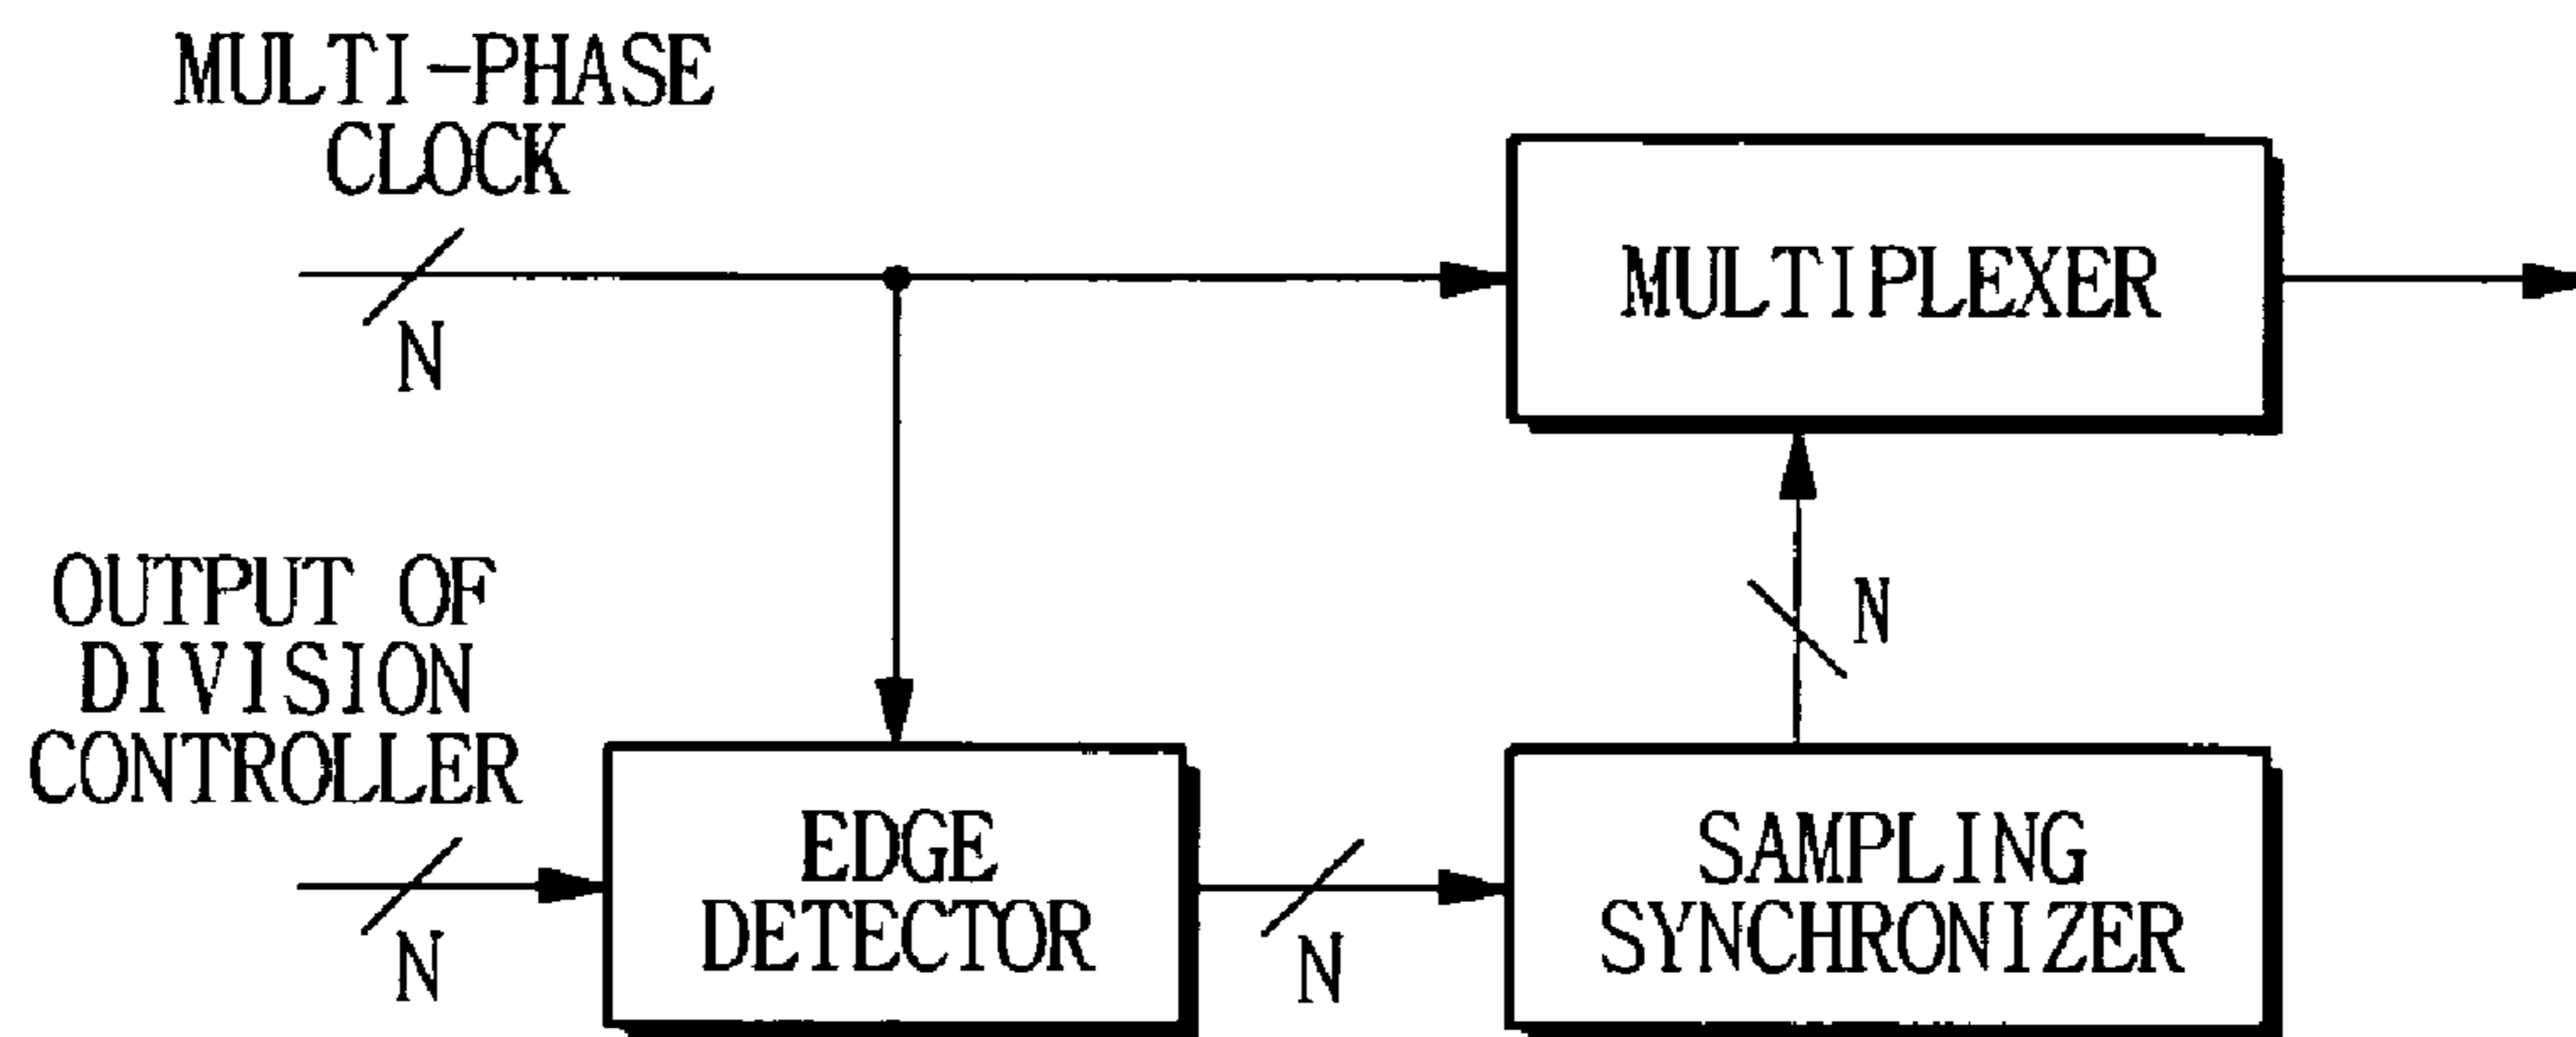 MULTI-PHASE
CLOCK
N
MULTIPLEXER
N
OUTPUT OF
DIVISION
CONTROLLER
N
EDGE
DETECTOR
N
SAMPLING
SYNCHRONIZER